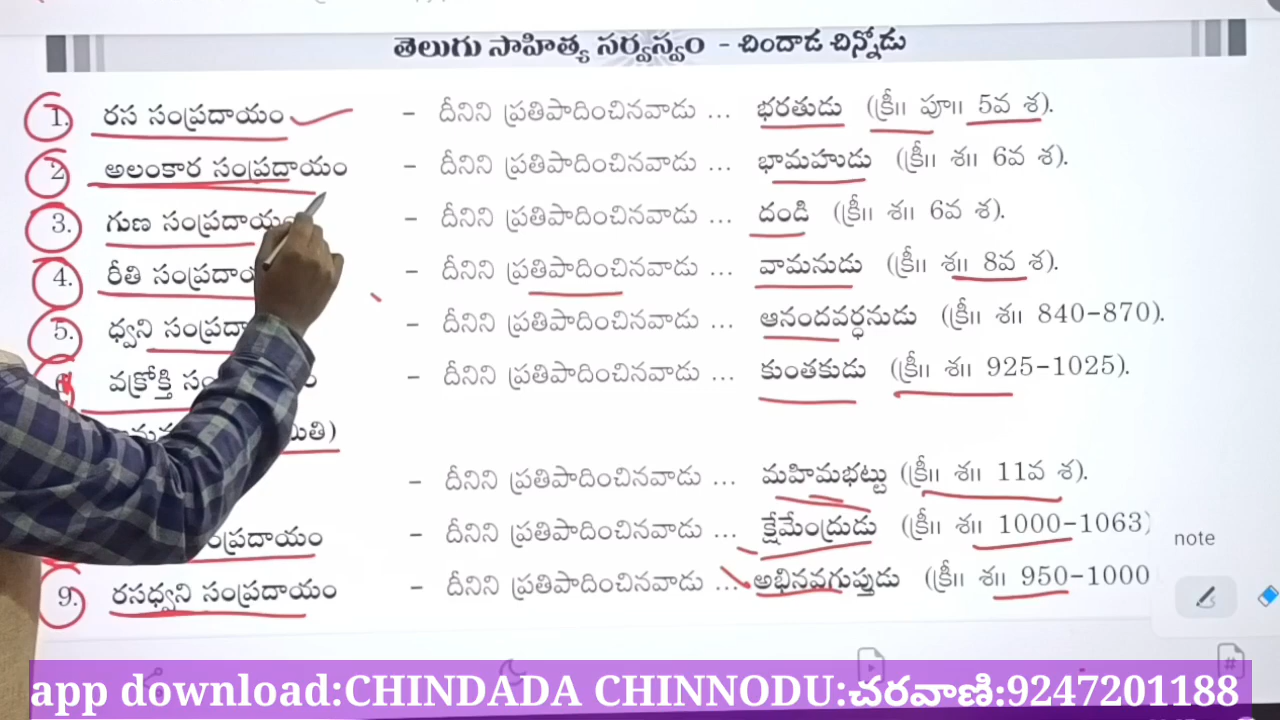 తెలుగు సాహిత్య సర్వస్వం - చిందాడ చిన్నోడు
1. రస సంప్రదాయం - దీనిని ప్రతిపాదించినవాడు ... భరతుడు (క్రీ॥ పూ॥ 5వ శ).
2 అలంకార సంప్రదాయం - దీనిని ప్రతిపాదించినవాడు ... భామహుడు (క్రీ॥ శ॥ 6వ శ).
3. గుణ సంప్రదాయం - దీనిని ప్రతిపాదించినవాడు ... దండి (క్రీ॥ శ॥ 6వ శ).
4. రీతి - దీనిని ప్రతిపాదించినవాడు ... వామనుడు (క్రీ॥ శ॥ 8వ శ).
5. ధ్వని - దీనిని ప్రతిపాదించినవాడు ... ఆనందవర్ధనుడు (క్రీ॥ శ॥ 840-870).
వక్రోక్తి - దీనిని ప్రతిపాదించినవాడు ... కుంతకుడు (క్రీ॥ శ॥ 925-1025).
- దీనిని ప్రతిపాదించినవాడు ... మహిమభట్టు (క్రీ॥ శ॥ 11వ శ).
- దీనిని ప్రతిపాదించినవాడు ... క్షేమేంద్రుడు (క్రీ॥ శ॥ 1000-1063)
9. రసధ్వని సంప్రదాయం - దీనిని ప్రతిపాదించినవాడు ... అభినవగుప్తుడు (క్రీ॥ శ॥ 950-1000
note
app download:CHINDADA CHINNODU:చరవాణి:9247201188